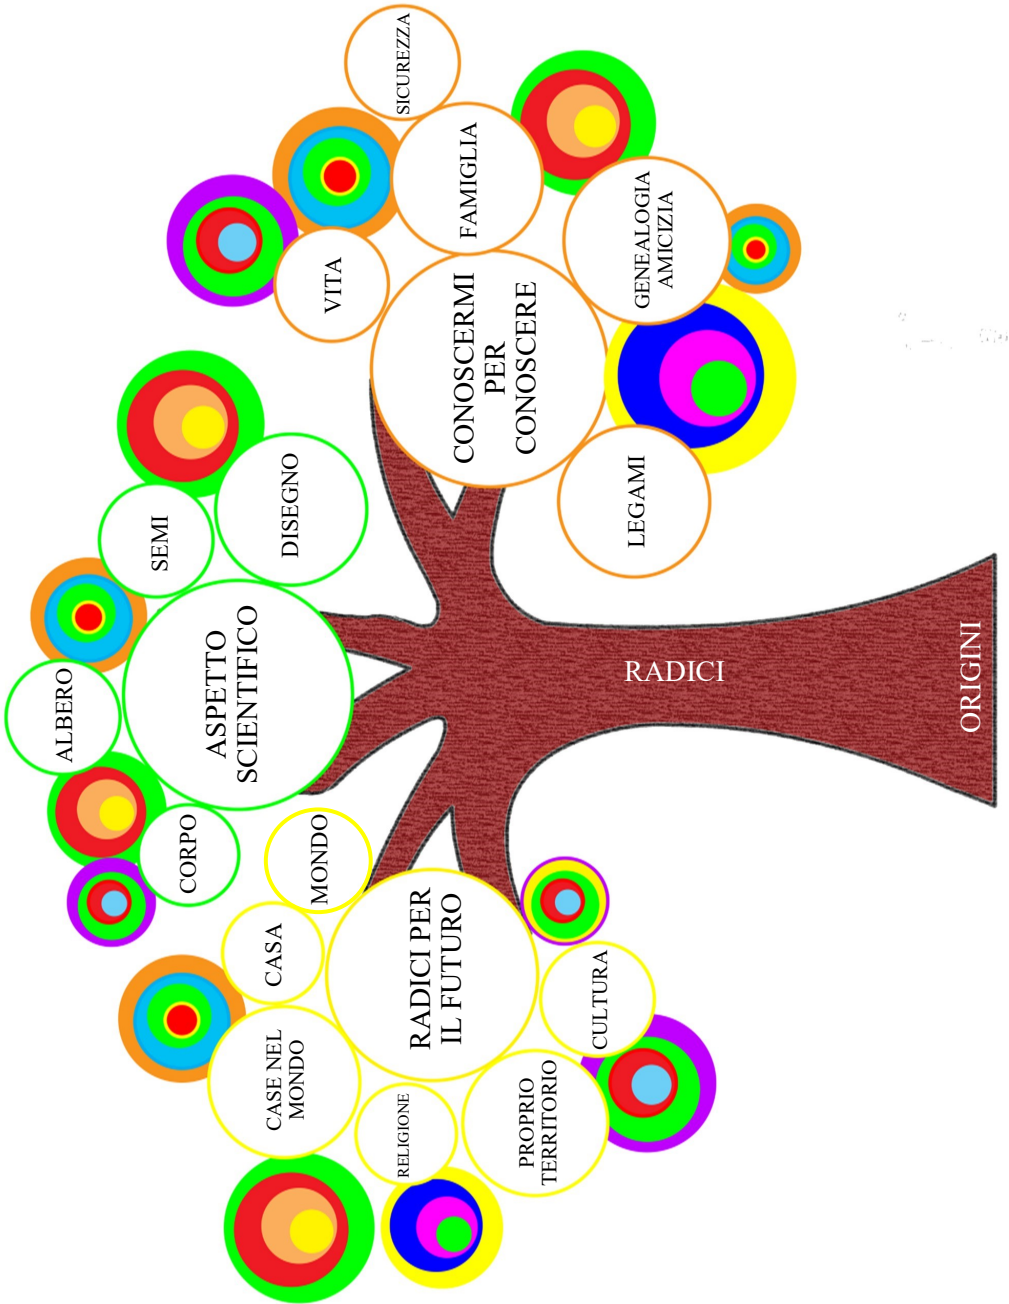 ALBERO
SEMI
CORPO
ASPETTO
SCIENTIFICO
DISEGNO
CASA
MONDO
CASE NEL
MONDO
RADICI PER
IL FUTURO
RELIGIONE
PROPRIO
TERRITORIO
CULTURA
VITA
SICUREZZA
FAMIGLIA
CONOSCERMI
PER
CONOSCERE
GENEALOGIA
AMICIZIA
LEGAMI
RADICI
ORIGINI